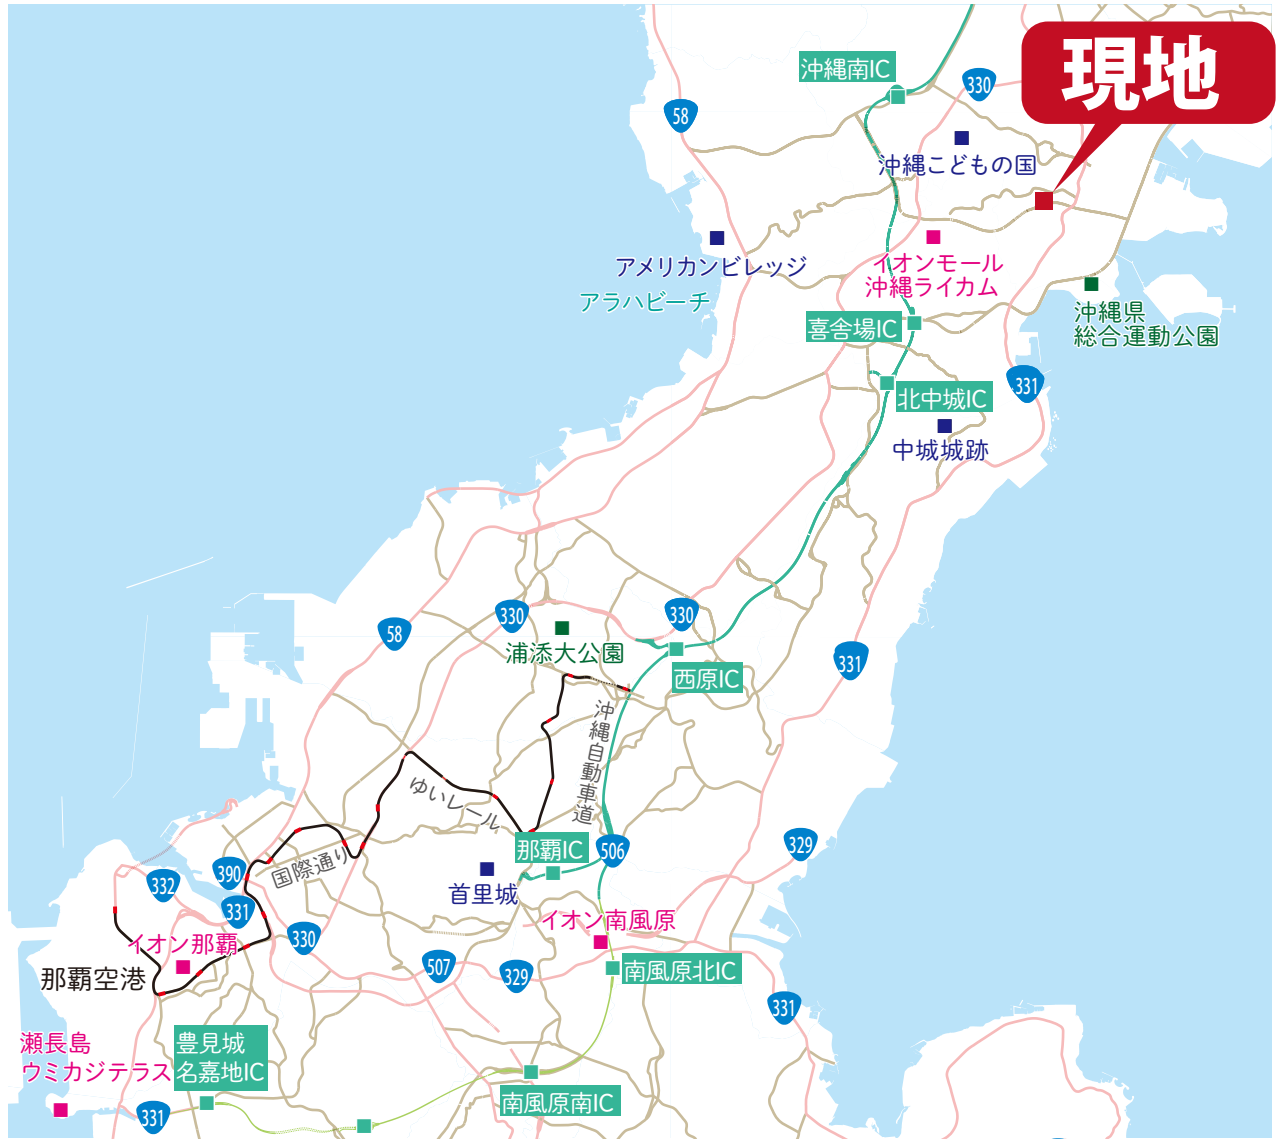 現地
沖縄南IC
330
58
沖縄こどもの国
アメリカンビレッジ
イオンモール
沖縄ライカム
アラハビーチ
沖縄県
総合運動公園
喜舎場IC
331
北中城IC
中城城跡
330
330
58
浦添大公園
331
西原IC
沖縄自動車道
ゆいレール
国際通り
那覇IC
506
329
390
332
首里城
331
イオン南風原
330
イオン那覇
507
329
南風原北IC
那覇空港
331
瀬長島
ウミカジテラス
豊見城
名嘉地IC
南風原南IC
331